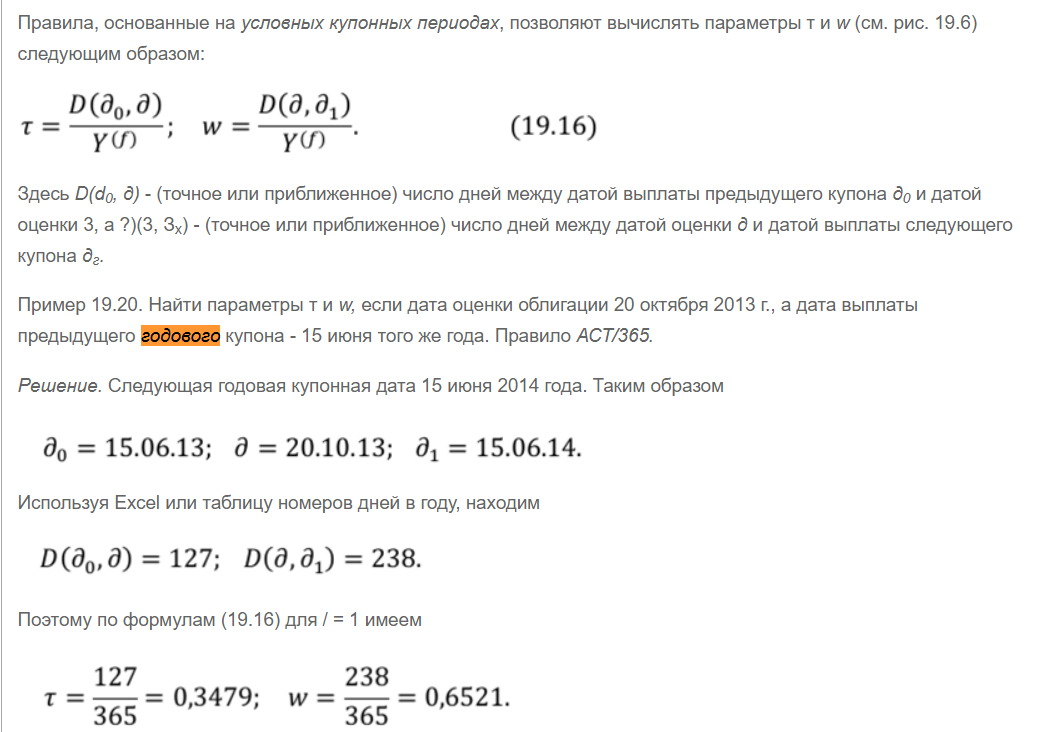 Правила, основанные на условных купонных периодах, позволяют вычислять параметры т и w (см. рис. 19.6)
следующим образом:
τ = D(∂₀, ∂) / Y(f); w = D(∂, ∂₁) / Y(f). (19.16)
Здесь D(d₀, ∂) - (точное или приближенное) число дней между датой выплаты предыдущего купона ∂₀ и датой
оценки 3, а ?)(3, 3ₓ) - (точное или приближенное) число дней между датой оценки ∂ и датой выплаты следующего
купона ∂г.
Пример 19.20. Найти параметры т и w, если дата оценки облигации 20 октября 2013 г., а дата выплаты
предыдущего годового купона - 15 июня того же года. Правило АСТ/365.
Решение. Следующая годовая купонная дата 15 июня 2014 года. Таким образом
∂₀ = 15.06.13; ∂ = 20.10.13; ∂₁ = 15.06.14.
Используя Excel или таблицу номеров дней в году, находим
D(∂₀, ∂) = 127; D(∂, ∂₁) = 238.
Поэтому по формулам (19.16) для / = 1 имеем
τ = 127 / 365 = 0,3479; w = 238 / 365 = 0,6521.